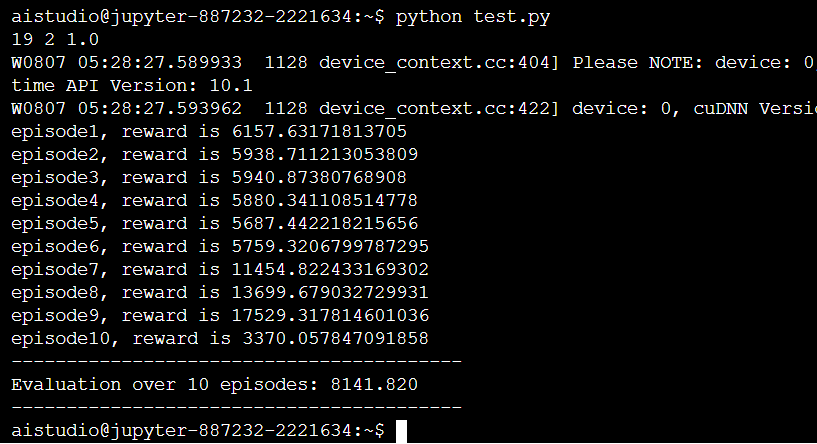 aistudio@jupyter-887232-2221634:~$ python test.py
19 2 1.0
W0807 05:28:27.589933  1128 device_context.cc:404] Please NOTE: device: 0,
time API Version: 10.1
W0807 05:28:27.593962  1128 device_context.cc:422] device: 0, cuDNN Versi
episode1, reward is 6157.63171813705
episode2, reward is 5938.711213053809
episode3, reward is 5940.87380768908
episode4, reward is 5880.341108514778
episode5, reward is 5687.442218215656
episode6, reward is 5759.3206799787295
episode7, reward is 11454.822433169302
episode8, reward is 13699.679032729931
episode9, reward is 17529.317814601036
episode10, reward is 3370.057847091858
-----------------------------------------
Evaluation over 10 episodes: 8141.820
-----------------------------------------
aistudio@jupyter-887232-2221634:~$